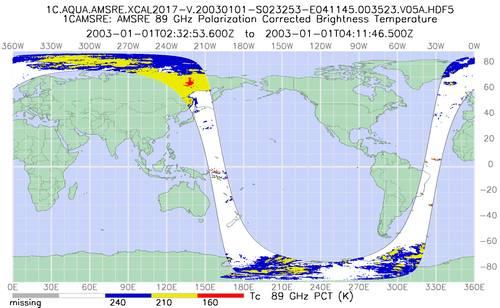 1C.AQUA.AMSRE.XCAL2017-V.20030101-S023253-E041145.003523.V05A.HDF5
1CAMSRE: AMSRE 89 GHz Polarization Corrected Brightness Temperature
2003-01-01T02:32:53.600Z to 2003-01-01T04:11:46.500Z
360W 330W 300W 270W 240W 210W 180W 150W 120W 90W 60W 30W 0W
80
60
40
20
0
-20
-40
-60
-80
0E 30E 60E 90E 120E 150E 180E 210E 240E 270E 300E 330E 360E
missing 240 210 160 Tc 89 GHz PCT (K)